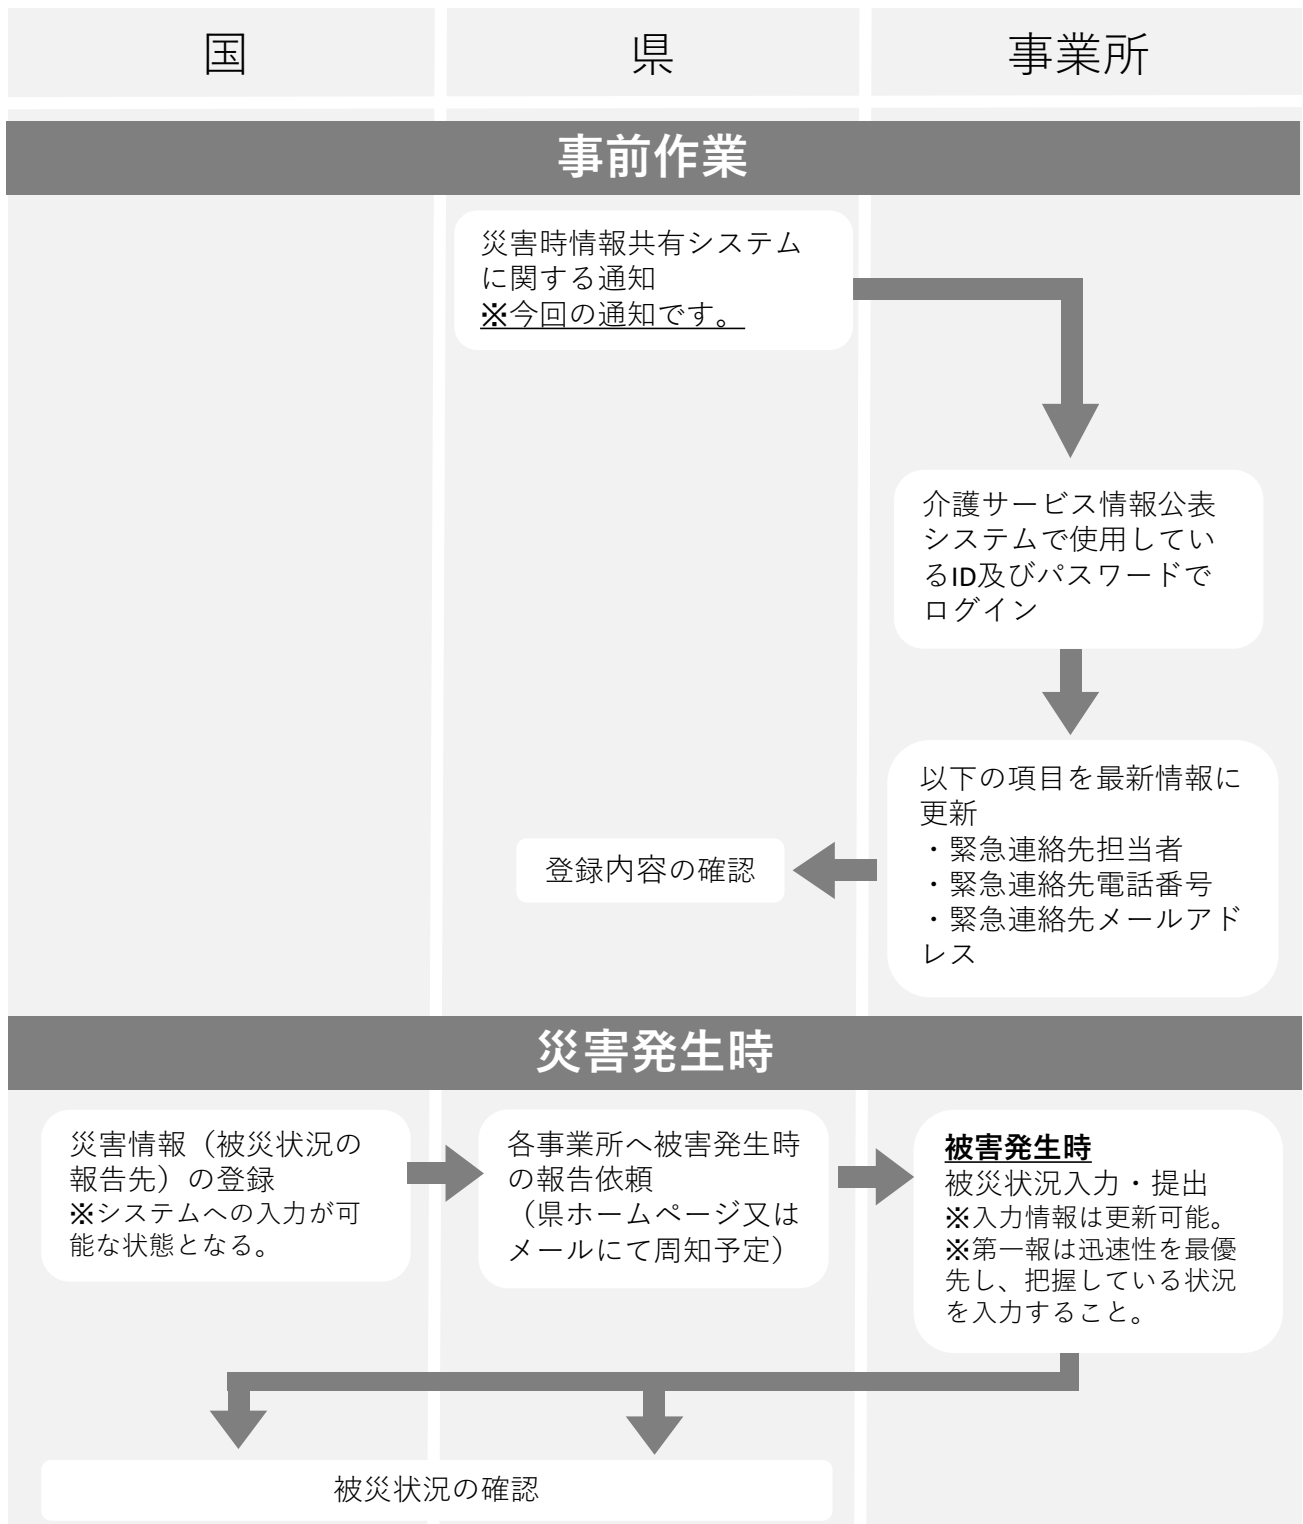 国
県
事業所
事前作業
災害時情報共有システム
に関する通知
※今回の通知です。
介護サービス情報公表
システムで使用してい
るID及びパスワードで
ログイン
以下の項目を最新情報に
更新
・緊急連絡先担当者
・緊急連絡先電話番号
・緊急連絡先メールアド
レス
登録内容の確認
災害発生時
災害情報（被災状況の
報告先）の登録
※システムへの入力が可
能な状態となる。
各事業所へ被害発生時
の報告依頼
（県ホームページ又は
メールにて周知予定）
被害発生時
被災状況入力・提出
※入力情報は更新可能。
※第一報は迅速性を最優
先し、把握している状況
を入力すること。
被災状況の確認